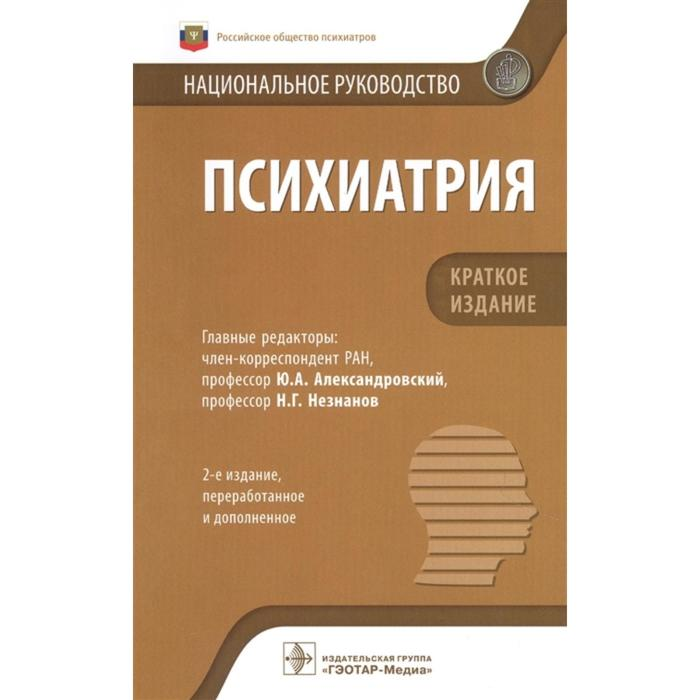 Российское общество психиатров
НАЦИОНАЛЬНОЕ РУКОВОДСТВО
ПСИХИАТРИЯ
КРАТКОЕ
ИЗДАНИЕ
Главные редакторы:
член-корреспондент РАН,
профессор Ю.А. Александровский,
профессор Н.Г. Незнанов
2-е издание,
переработанное
и дополненное
ИЗДАТЕЛЬСКАЯ ГРУППА
«ГЭОТАР-Медиа»